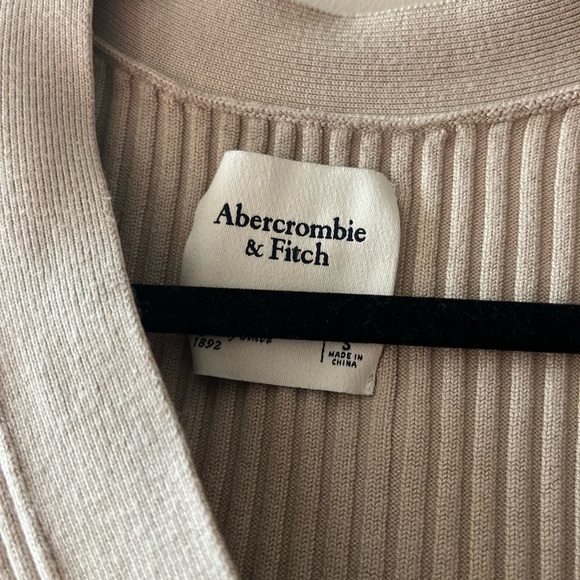 Abercrombie
& Fitch
1892
S
MADE IN
CHINA